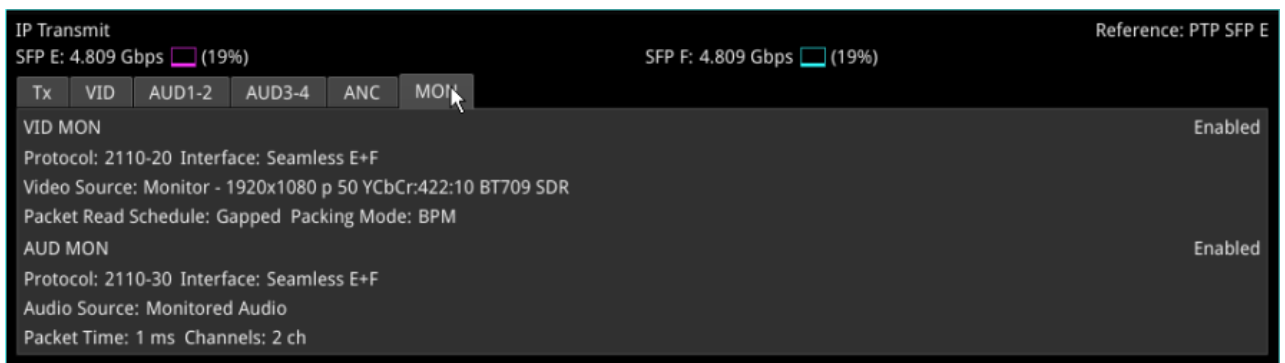 IP Transmit Reference: PTP SFP E
SFP E: 4.809 Gbps (19%) SFP F: 4.809 Gbps (19%)
Tx VID AUD1-2 AUD3-4 ANC MON
VID MON Enabled
Protocol: 2110-20 Interface: Seamless E+F
Video Source: Monitor - 1920x1080 p 50 YCbCr:422:10 BT709 SDR
Packet Read Schedule: Gapped Packing Mode: BPM
AUD MON Enabled
Protocol: 2110-30 Interface: Seamless E+F
Audio Source: Monitored Audio
Packet Time: 1 ms Channels: 2 ch